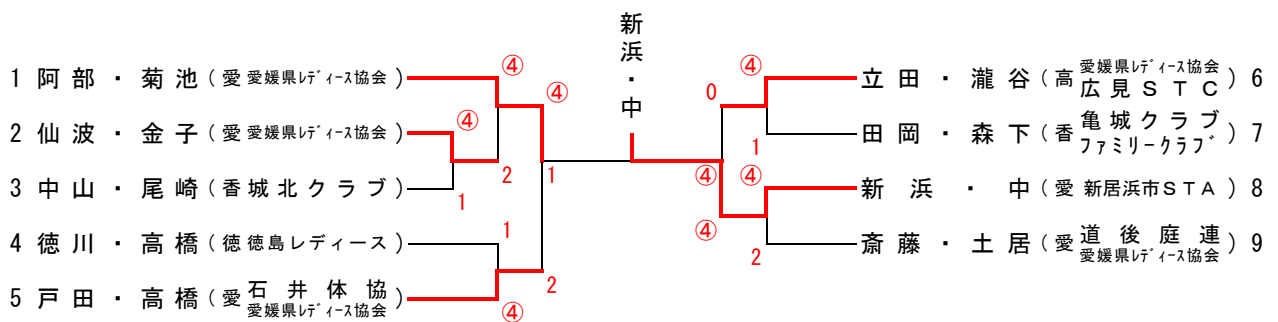 新浜・中
1 阿部・菊池 (愛 愛媛県ﾚﾃﾞｨｰｽ協会)
2 仙波・金子 (愛 愛媛県ﾚﾃﾞｨｰｽ協会)
3 中山・尾崎 (香 城北クラブ)
4 徳川・高橋 (徳 徳島レディース)
5 戸田・高橋 (愛 石井体協
愛媛県ﾚﾃﾞｨｰｽ協会)
④
④
④
2
1
1
1
2
④
立田・瀧谷 (高 愛媛県ﾚﾃﾞｨｰｽ協会
広見STC) 6
田岡・森下 (香 亀城クラブ
ファミリークラブ) 7
新浜・中 (愛 新居浜市STA) 8
斎藤・土居 (愛 道後庭連
愛媛県ﾚﾃﾞｨｰｽ協会) 9
④
0
1
④
④
④
2